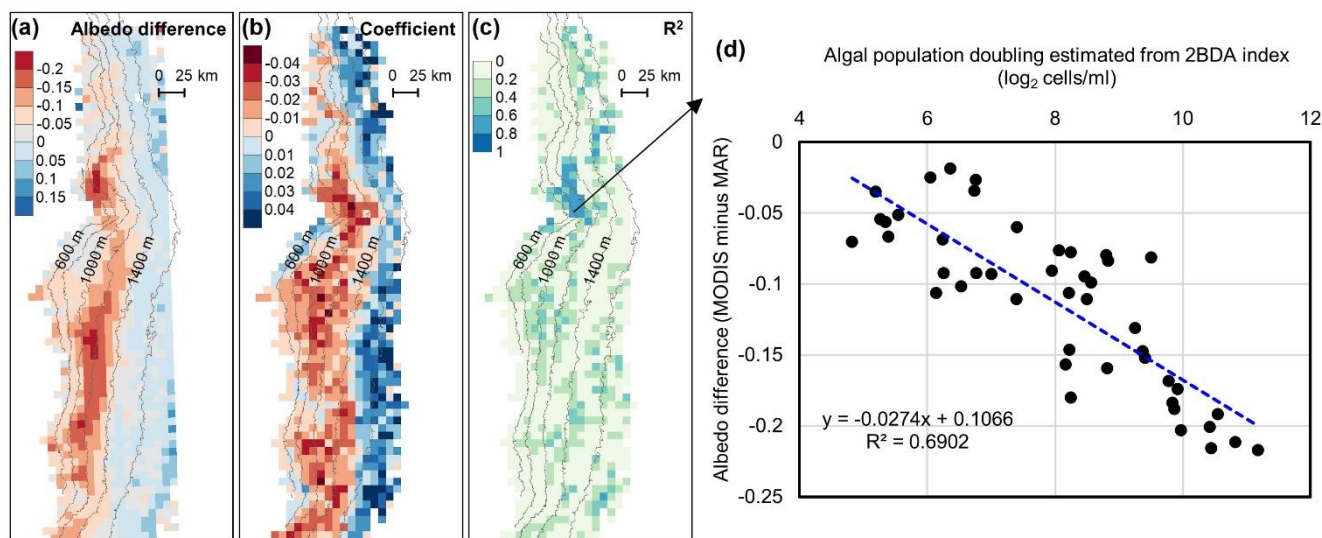 (a) Albedo difference
-0.2
-0.15
-0.1
-0.05
0
0.05
0.1
0.15
0 25 km
600 m
1000 m
1400 m
(b) Coefficient
-0.04
-0.03
-0.02
-0.01
0
0.01
0.02
0.03
0.04
0 25 km
600 m
1000 m
1400 m
(c) R²
0
0.2
0.4
0.6
0.8
1
0 25 km
600 m
1000 m
1400 m
(d)
Algal population doubling estimated from 2BDA index
(log₂ cells/ml)
4 6 8 10 12
0
-0.05
-0.1
-0.15
-0.2
-0.25
Albedo difference (MODIS minus MAR)
y = -0.0274x + 0.1066
R² = 0.6902